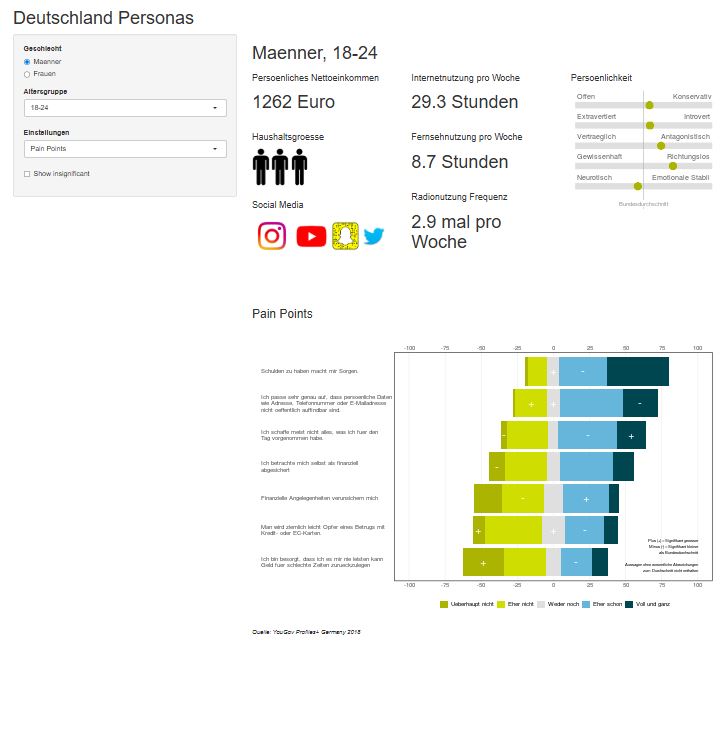 Deutschland Personas
Geschlecht
Maenner
Frauen
Altersgruppe
18-24
Einstellungen
Pain Points
Show insignificant
Maenner, 18-24
Persoenliches Nettoeinkommen
1262 Euro
Haushaltsgroesse
Social Media
Internetnutzung pro Woche
29.3 Stunden
Fernsehnutzung pro Woche
8.7 Stunden
Radionutzung Frequenz
2.9 mal pro
Woche
Persoenlichkeit
Offen Konservativ
Extravertiert Introvert
Vertraeglich Antagonistisch
Gewissenhaft Richtungslos
Neurotisch Emotionale Stabil
Bundesdurchschnitt
Pain Points
-100 -75 -50 -25 0 25 50 75 100
Schulden zu haben macht mir Sorgen.
+ -
Ich passe sehr genau auf, dass persoenliche Daten
wie Adresse, Telefonnummer oder E-Mailadresse
nicht oeffentlich auffindbar sind.
+ + -
Ich schaffe meist nicht alles, was ich fuer den
Tag vorgenommen habe.
- - +
Ich betrachte mich selbst als finanziell
abgesichert
-
Finanzielle Angelegenheiten verunsichern mich
- +
Man wird ziemlich leicht Opfer eines Betrugs mit
Kredit- oder EC-Karten.
+ + -
Ich bin besorgt, dass ich es mir nie leisten kann
Geld fuer schlechte Zeiten zurueckzulegen
+ -
Plus (+) = Signifikant groesser
Minus (-) = Signifikant kleiner
als Bundesdurchschnitt
Aussagen ohne wesentliche Abweichungen
zum Durchschnitt nicht enthalten
-100 -75 -50 -25 0 25 50 75 100
Ueberhaupt nicht Eher nicht Weder noch Eher schon Voll und ganz
Quelle: YouGov Profiles+ Germany 2018